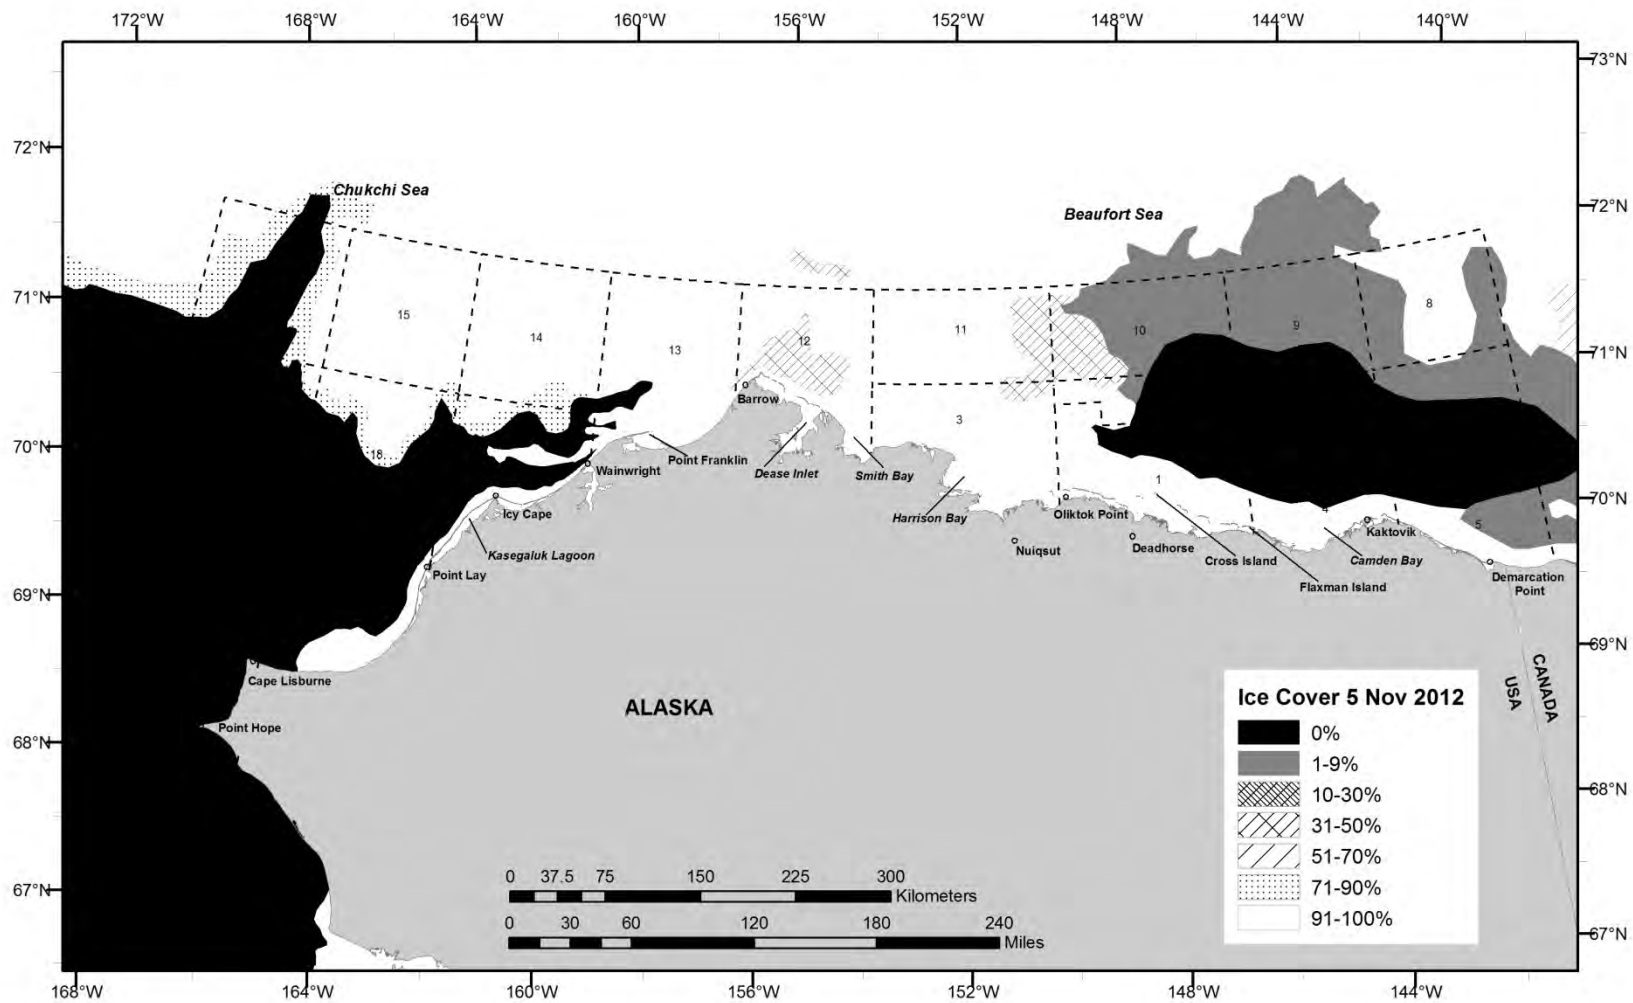 172°W 168°W 164°W 160°W 156°W 152°W 148°W 144°W 140°W
73°N
72°N
Chukchi Sea
72°N
Beaufort Sea
71°N
8
15
11
10
9
14
12
13
71°N
Barrow
3
70°N
18
Point Franklin
Wainwright
Dease Inlet
Smith Bay
1
70°N
Icy Cape
Harrison Bay
Oliktok Point
4
5
Kaktovik
Kasegaluk Lagoon
Nuiqsut
Deadhorse
Cross Island
Camden Bay
Point Lay
Flaxman Island
Demarcation
Point
69°N
69°N
Cape Lisburne
CANADA
USA
ALASKA
Point Hope
68°N
Ice Cover 5 Nov 2012
0%
1-9%
10-30%
31-50%
51-70%
71-90%
91-100%
68°N
67°N
0 37.5 75 150 225 300
Kilometers
0 30 60 120 180 240
Miles
67°N
168°W 164°W 160°W 156°W 152°W 148°W 144°W